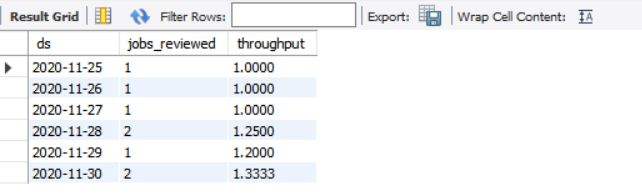 Result Grid Filter Rows: Export: Wrap Cell Content: IA
ds jobs_reviewed throughput
2020-11-25 1 1.0000
2020-11-26 1 1.0000
2020-11-27 1 1.0000
2020-11-28 2 1.2500
2020-11-29 1 1.2000
2020-11-30 2 1.3333